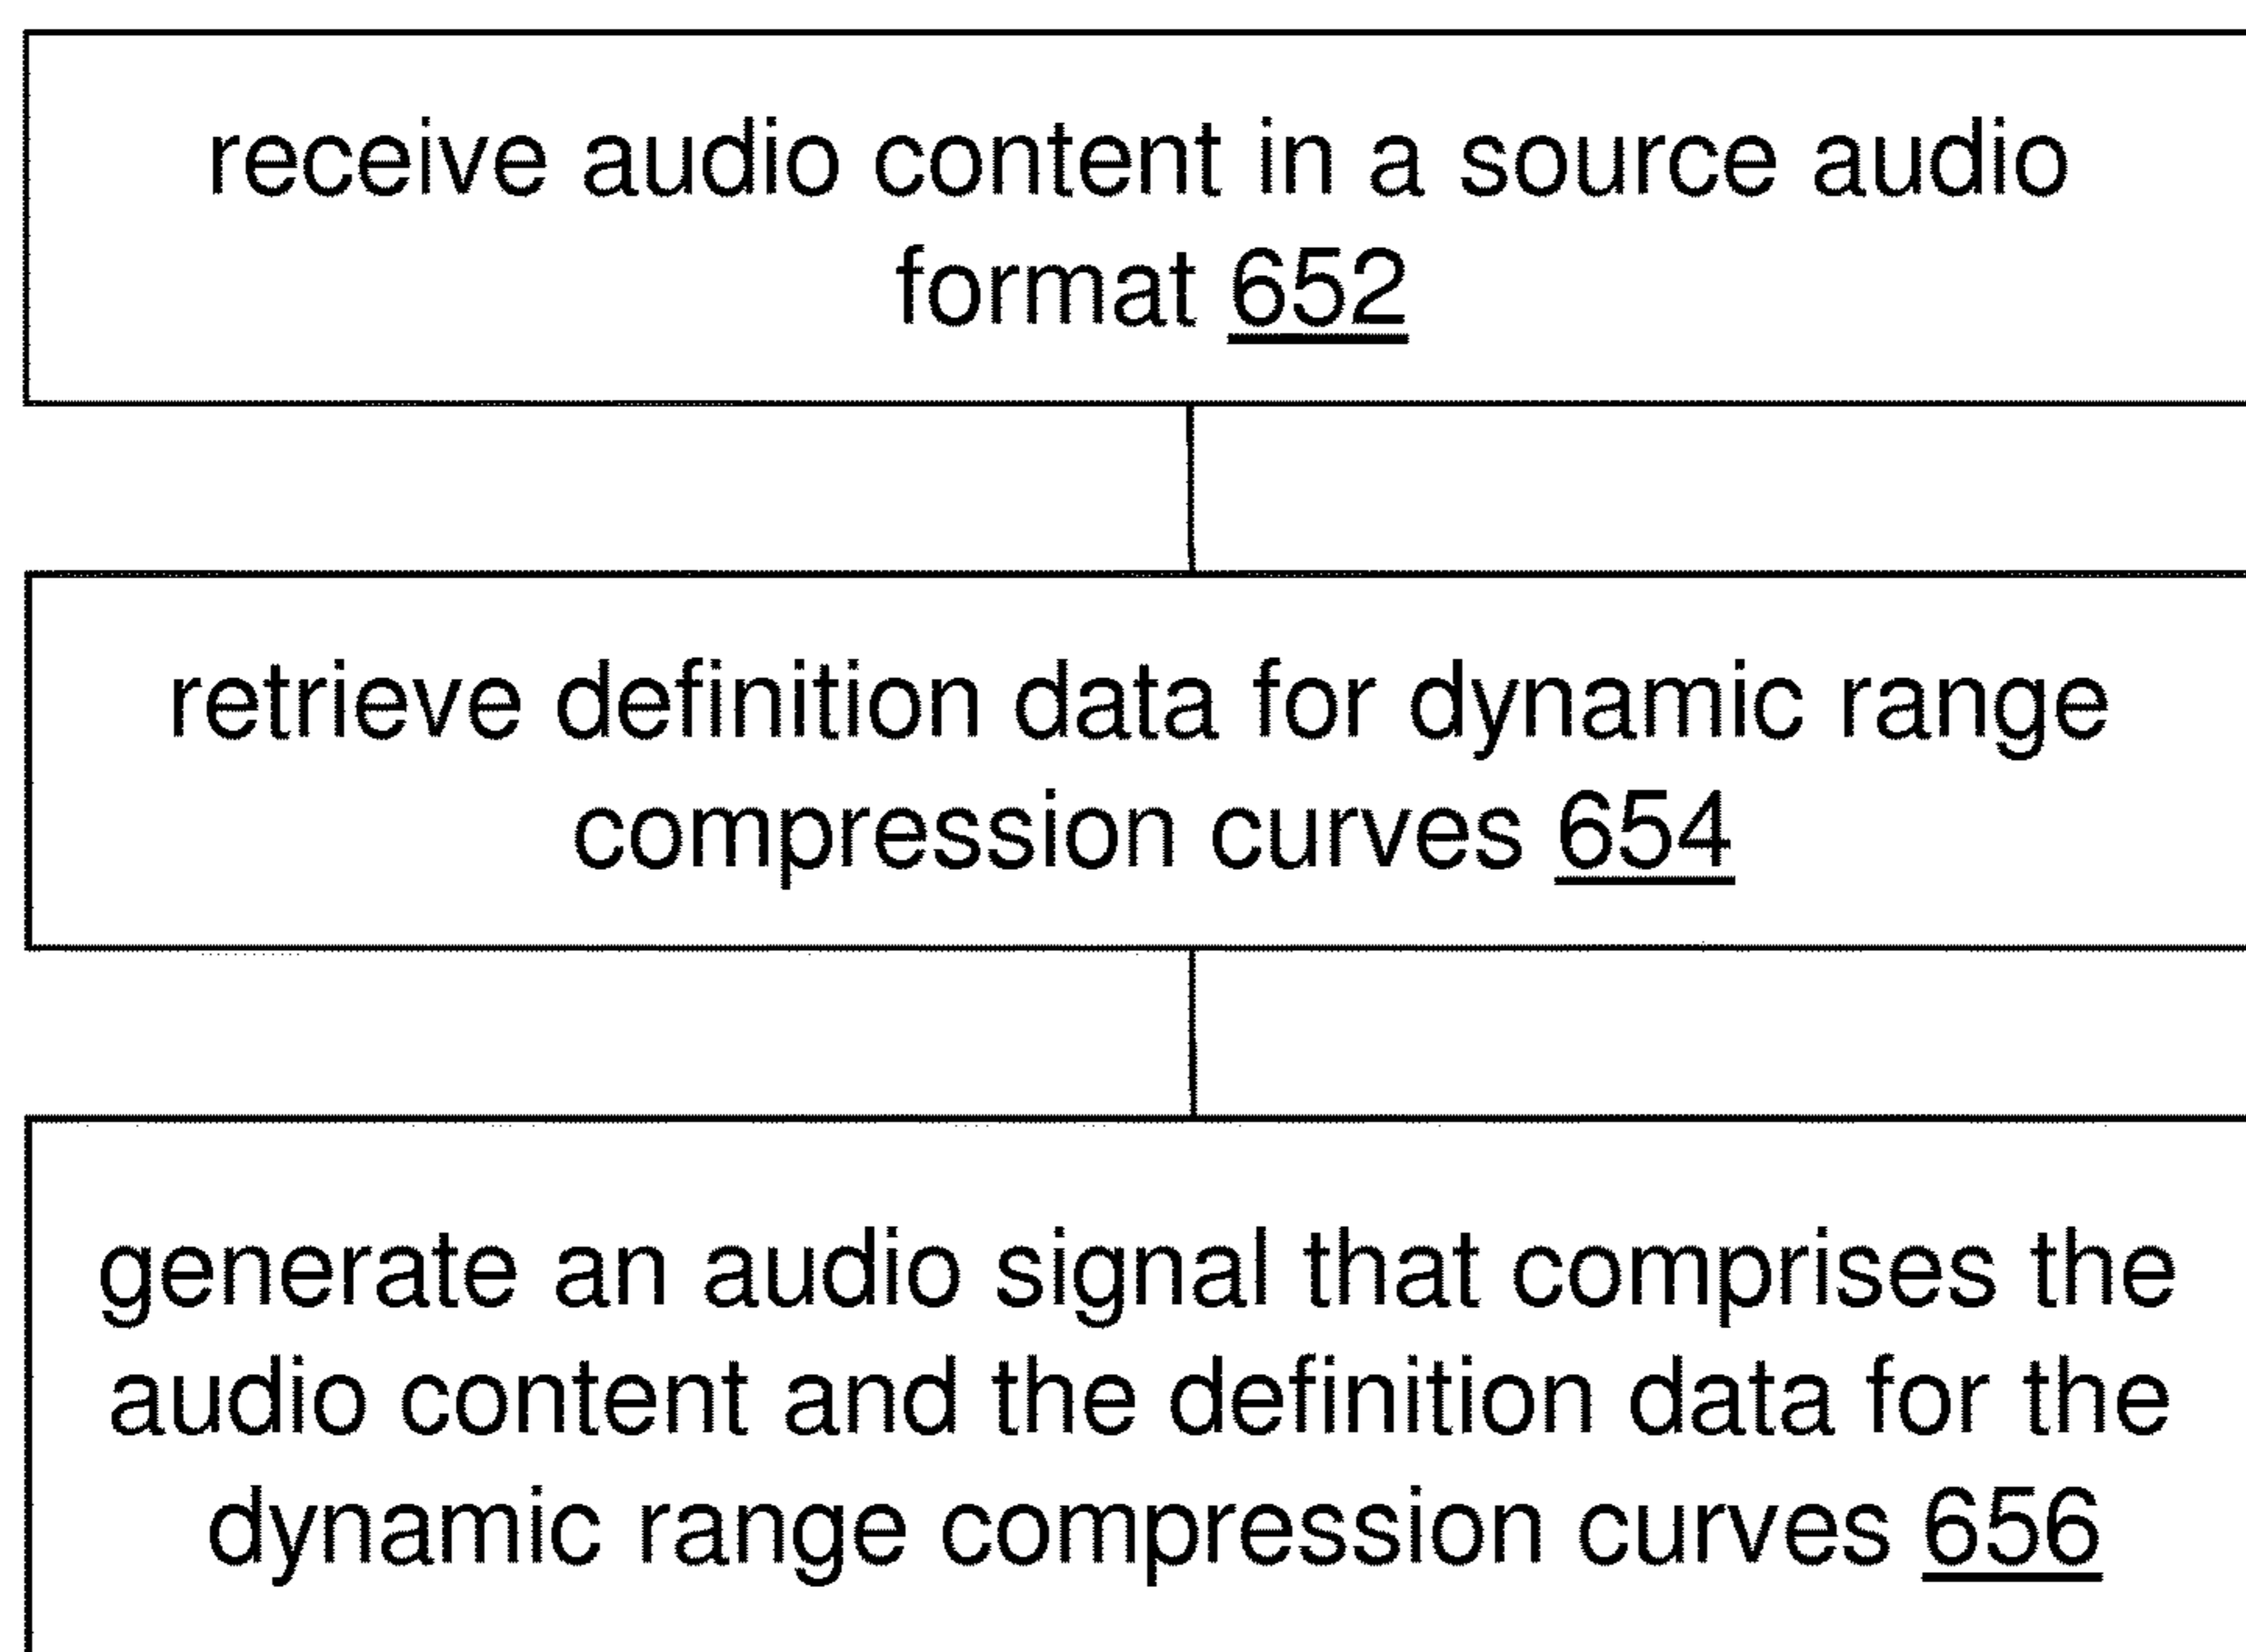 receive audio content in a source audio
format 652
retrieve definition data for dynamic range
compression curves 654
generate an audio signal that comprises the
audio content and the definition data for the
dynamic range compression curves 656